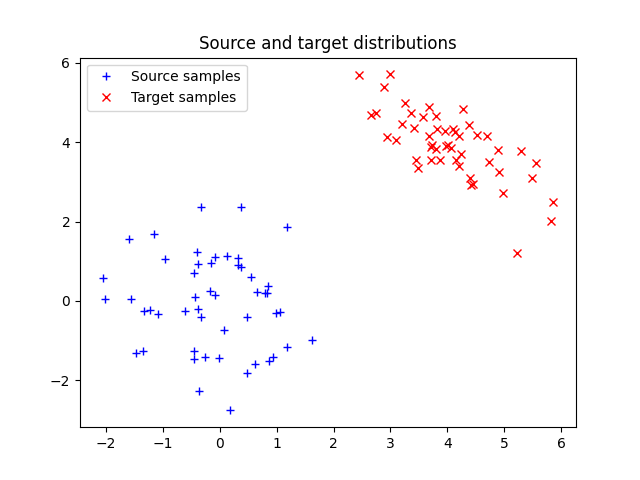 Source and target distributions
Source samples
Target samples
6
4
2
0
−2
−2 −1 0 1 2 3 4 5 6